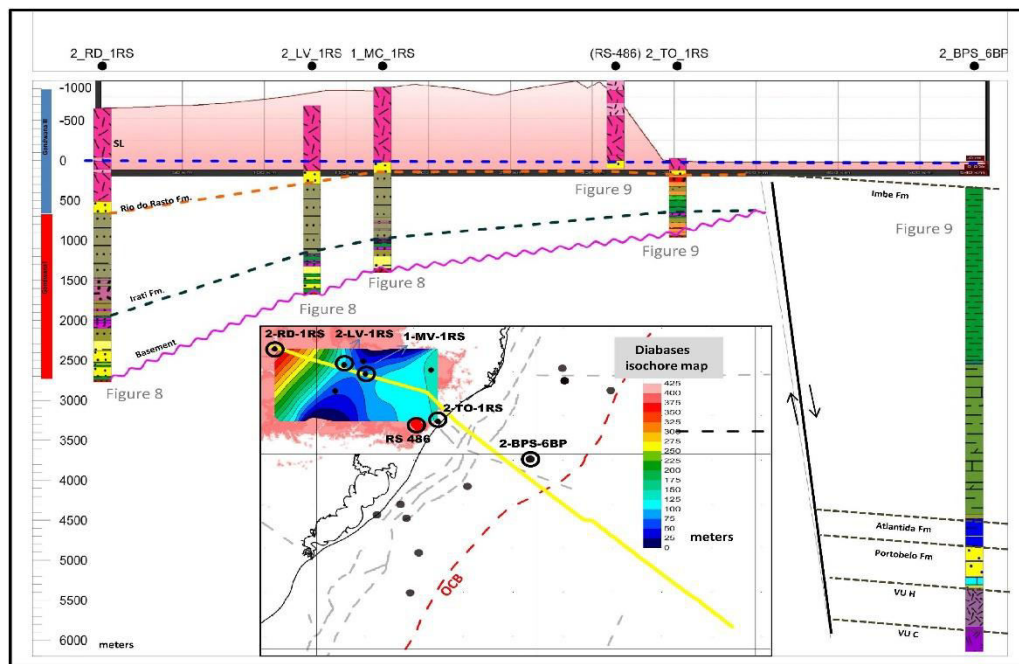 2_RD_1RS
2_LV_1RS
1_MC_1RS
(RS-486)
2_TO_1RS
2_BPS_6BP
-1000
-500
0
500
1000
1500
2000
2500
3000
3500
4000
4500
5000
5500
6000
meters
SL
Rio do Rasto Fm.
Irati Fm.
Basement
Figure 8
Figure 8
Figure 8
Figure 9
Figure 9
Figure 9
Imbe Fm
Atlantida Fm
Portobelo Fm
VU H
VU C
2-RD-1RS
2-LV-1RS
1-MV-1RS
2-TO-1RS
RS 486
2-BPS-6BP
OCB
Diabases
isochore map
425
400
375
350
325
300
275
250
225
200
175
150
125
100
75
50
25
0
meters